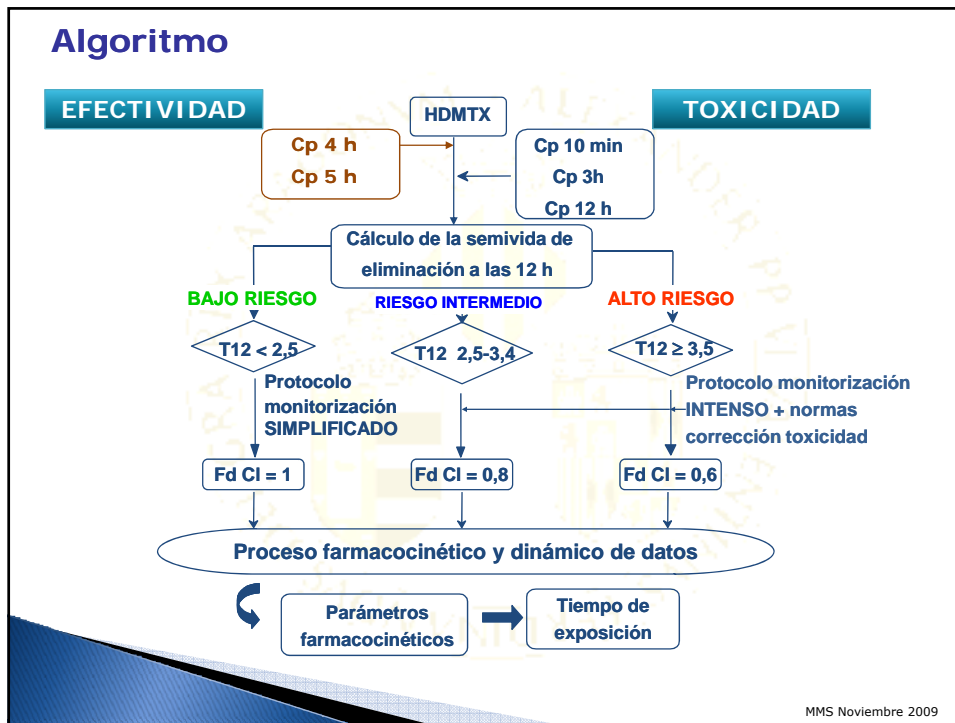 Algoritmo
EFECTIVIDAD
HDMTX
TOXICIDAD
Cp 4 h
Cp 5 h
Cp 10 min
Cp 3h
Cp 12 h
Cálculo de la semivida de
eliminación a las 12 h
BAJO RIESGO
RIESGO INTERMEDIO
ALTO RIESGO
T12 < 2,5
T12 2,5-3,4
T12 ≥ 3,5
Protocolo
monitorización
SIMPLIFICADO
Protocolo monitorización
INTENSO + normas
corrección toxicidad
Fd Cl = 1
Fd Cl = 0,8
Fd Cl = 0,6
Proceso farmacocinético y dinámico de datos
Parámetros
farmacocinéticos
Tiempo de
exposición
MMS Noviembre 2009